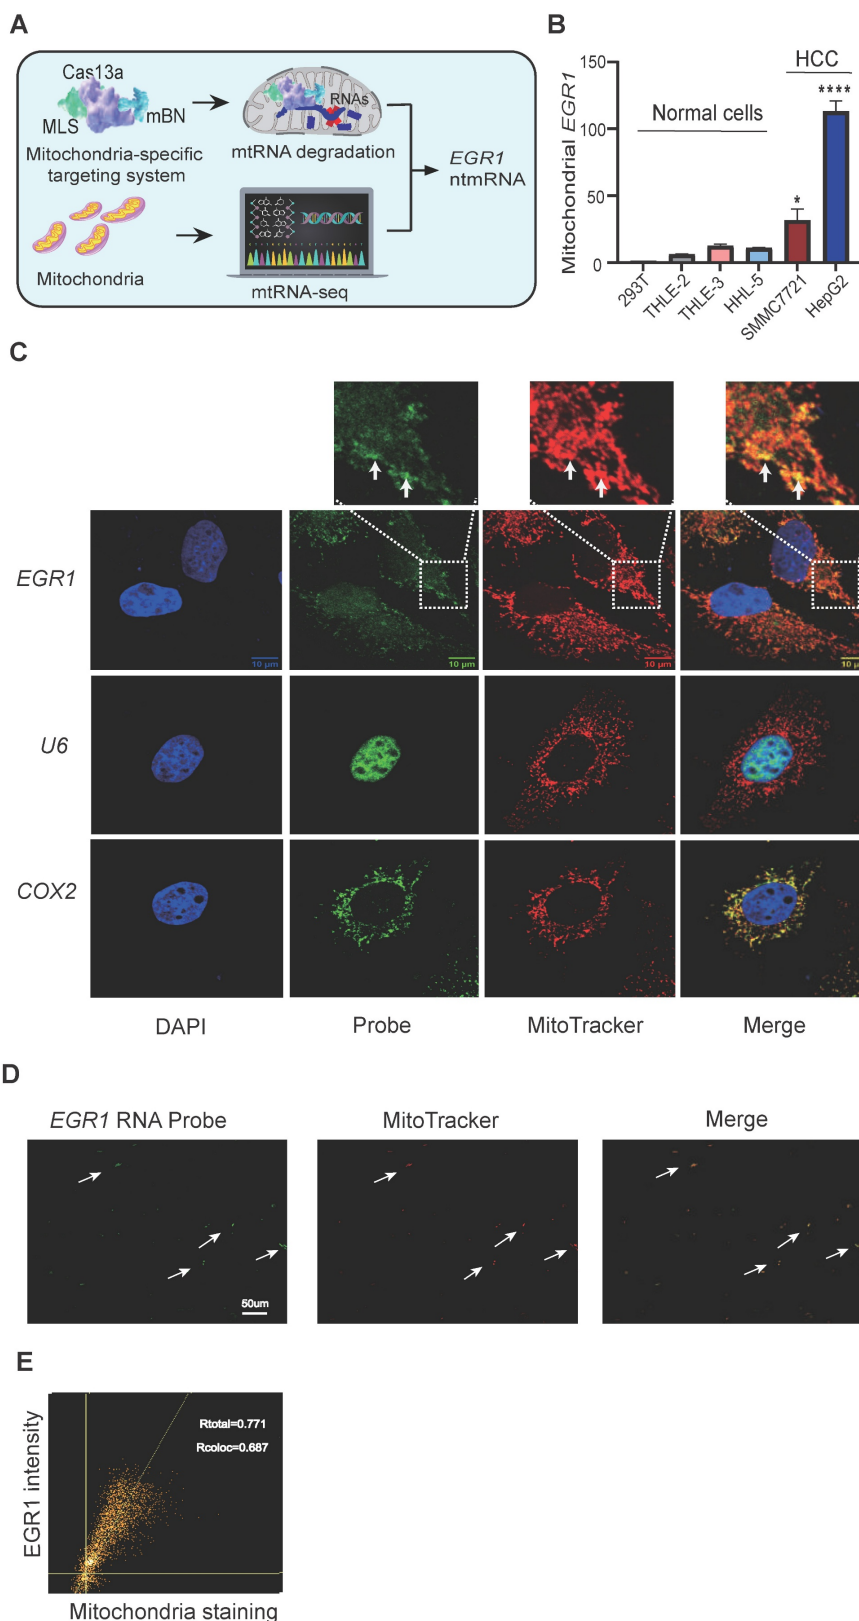 A
Cas13a
MLS
mBN
Mitochondria-specific
targeting system
RNAs
mtRNA degradation
EGR1
ntmRNA
Mitochondria
mtRNA-seq
B
Mitochondrial EGR1
150
100
50
0
Normal cells
HCC
*
****
293T
THLE-2
THLE-3
HHL-5
SMMC7721
HepG2
C
EGR1
10 µm
10 µm
10 µm
10 µm
U6
COX2
DAPI
Probe
MitoTracker
Merge
D
EGR1 RNA Probe
MitoTracker
Merge
50um
E
EGR1 intensity
Rtotal=0.771
Rcoloc=0.687
Mitochondria staining